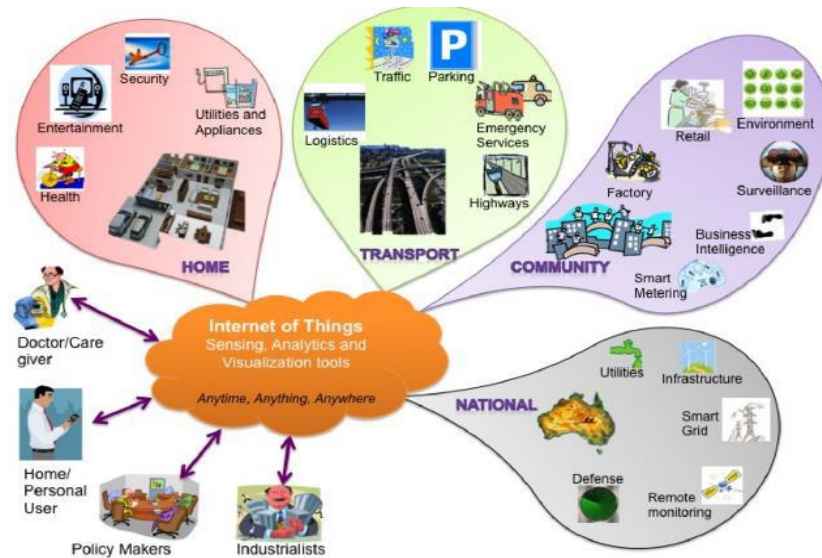 Security
Entertainment
Utilities and
Appliances
Health
HOME
Traffic
P
Parking
Logistics
Emergency
Services
Highways
TRANSPORT
Retail
Environment
Factory
Surveillance
Business
Intelligence
COMMUNITY
Smart
Metering
Internet of Things
Sensing, Analytics and
Visualization tools
Anytime, Anything, Anywhere
Doctor/Care
giver
Home/
Personal
User
Policy Makers
Industrialists
NATIONAL
Utilities
Infrastructure
Smart
Grid
Defense
Remote
monitoring